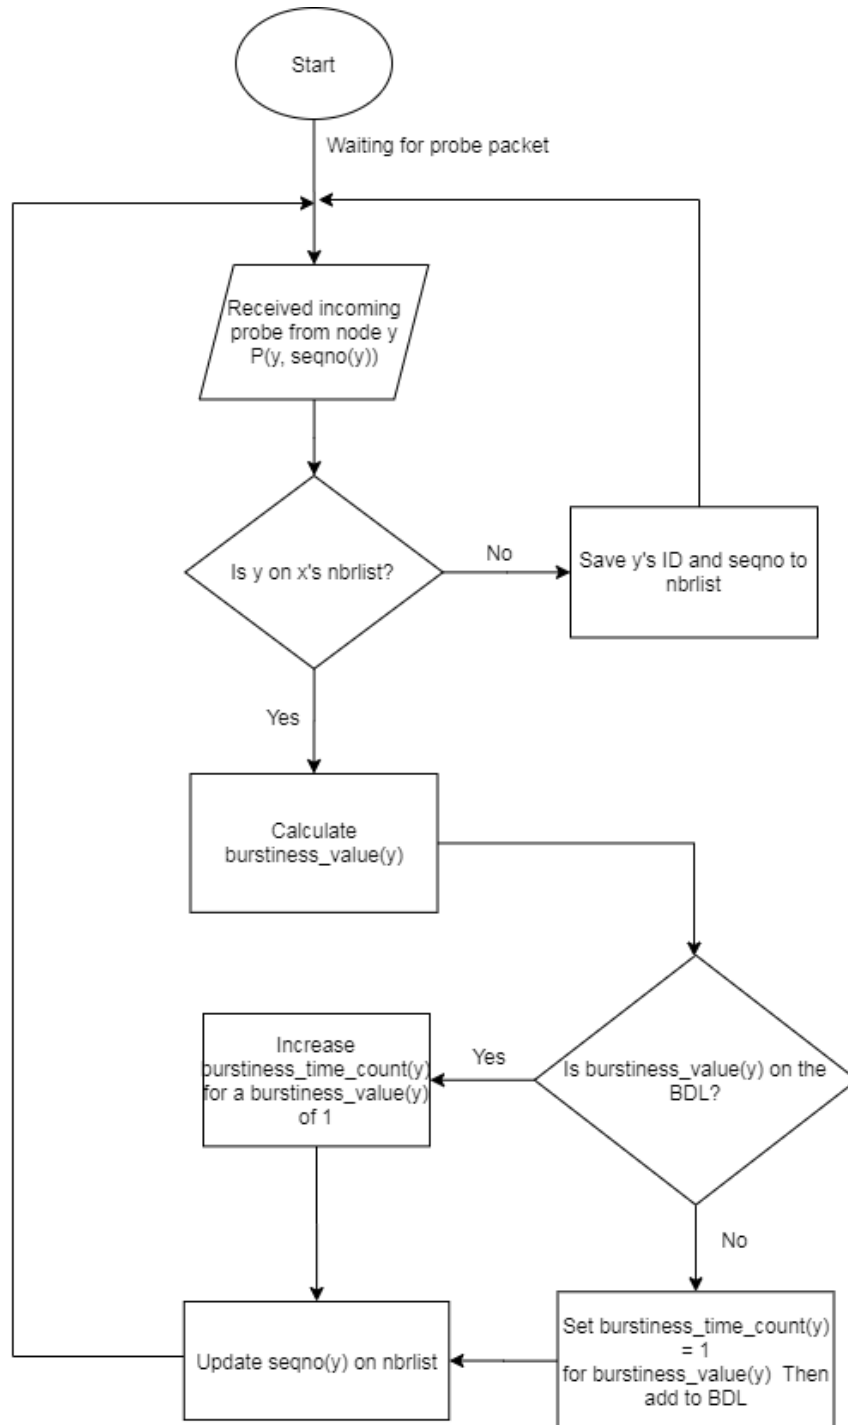 Start
Waiting for probe packet
Received incoming
probe from node y
P(y, seqno(y))
Is y on x's nbrlist?
No
Save y's ID and seqno to
nbrlist
Yes
Calculate
burstiness_value(y)
Is burstiness_value(y) on the
BDL?
Yes
Increase
burstiness_time_count(y)
for a burstiness_value(y)
of 1
No
Set burstiness_time_count(y)
= 1
for burstiness_value(y) Then
add to BDL
Update seqno(y) on nbrlist